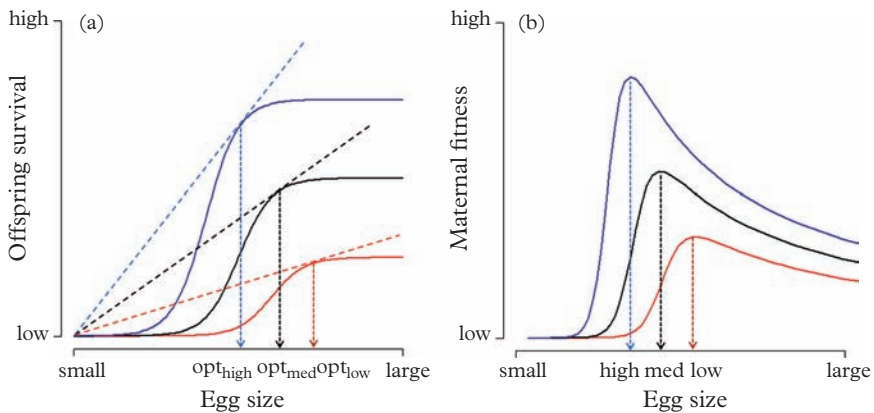 (a)
high
Offspring survival
low
small opthigh optmed optlow large
Egg size
(b)
high
Maternal fitness
low
small high med low large
Egg size